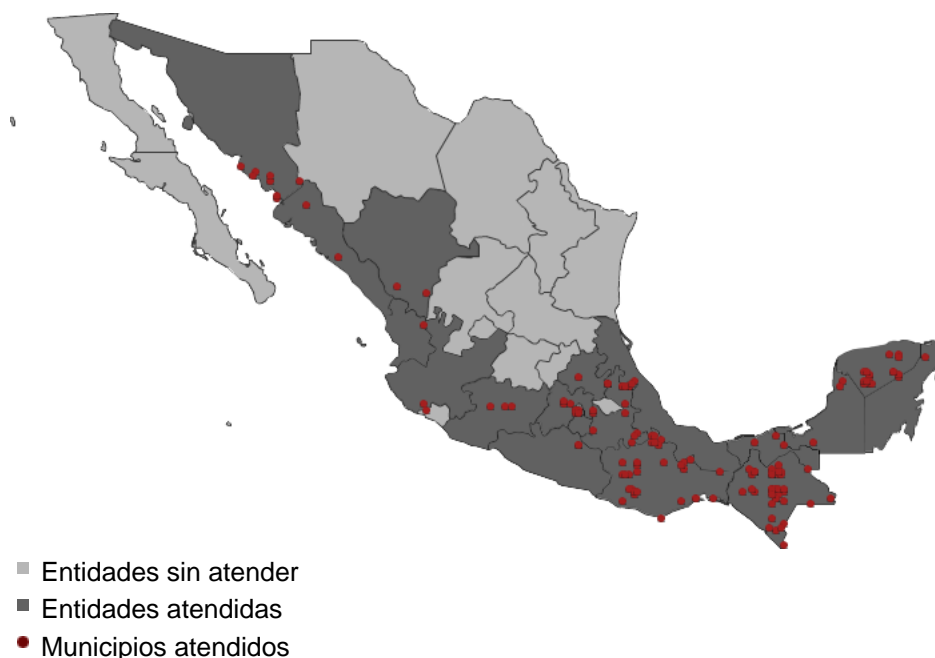 Entidades sin atender
Entidades atendidas
Municipios atendidos